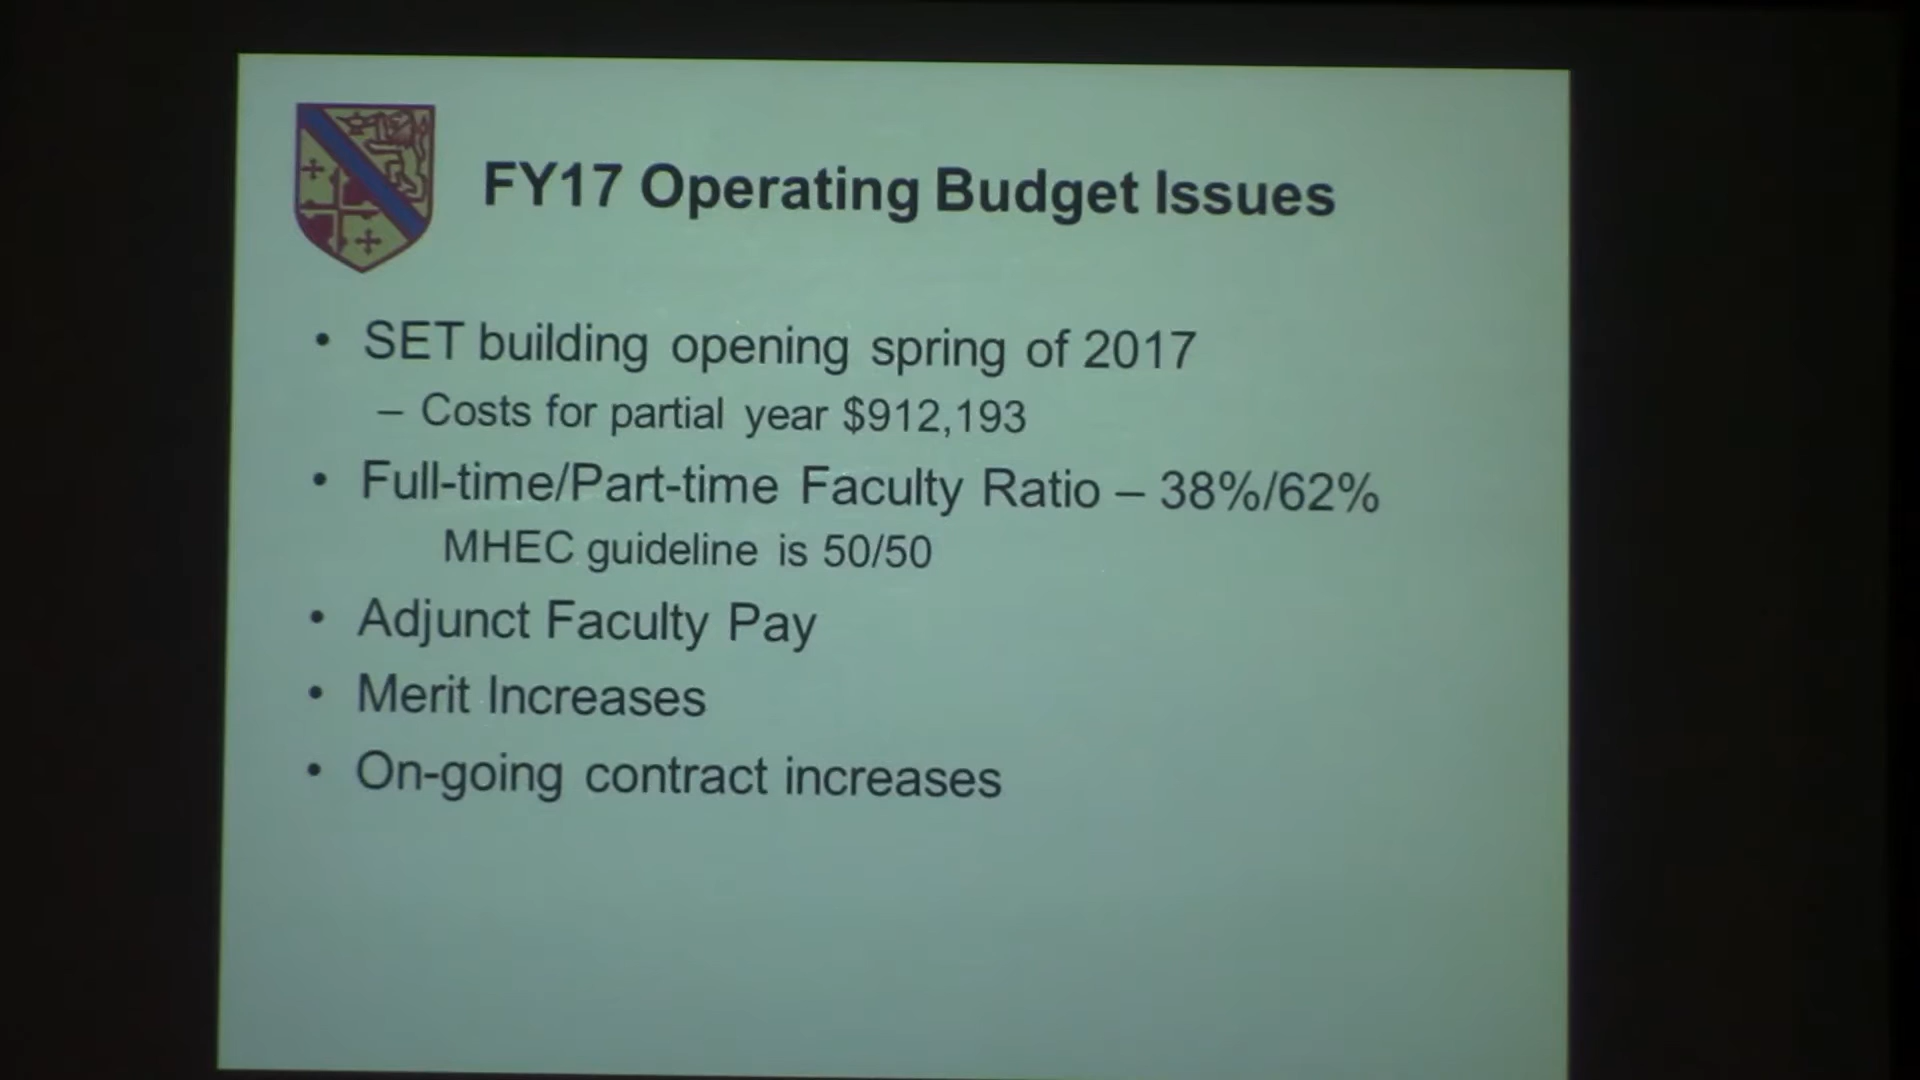 FY17 Operating Budget Issues
• SET building opening spring of 2017
– Costs for partial year $912,193
• Full-time/Part-time Faculty Ratio – 38%/62%
MHEC guideline is 50/50
• Adjunct Faculty Pay
• Merit Increases
• On-going contract increases